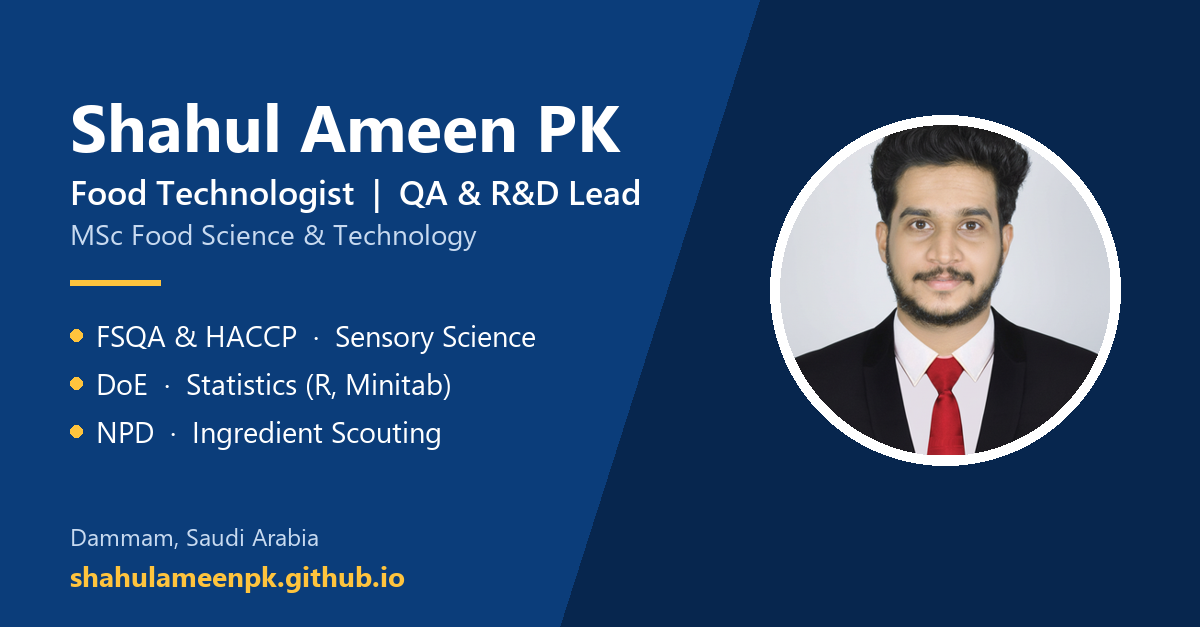 Shahul Ameen PK
Food Technologist | QA & R&D Lead
MSc Food Science & Technology
FSQA & HACCP · Sensory Science
DoE · Statistics (R, Minitab)
NPD · Ingredient Scouting
Dammam, Saudi Arabia
shahulameenpk.github.io